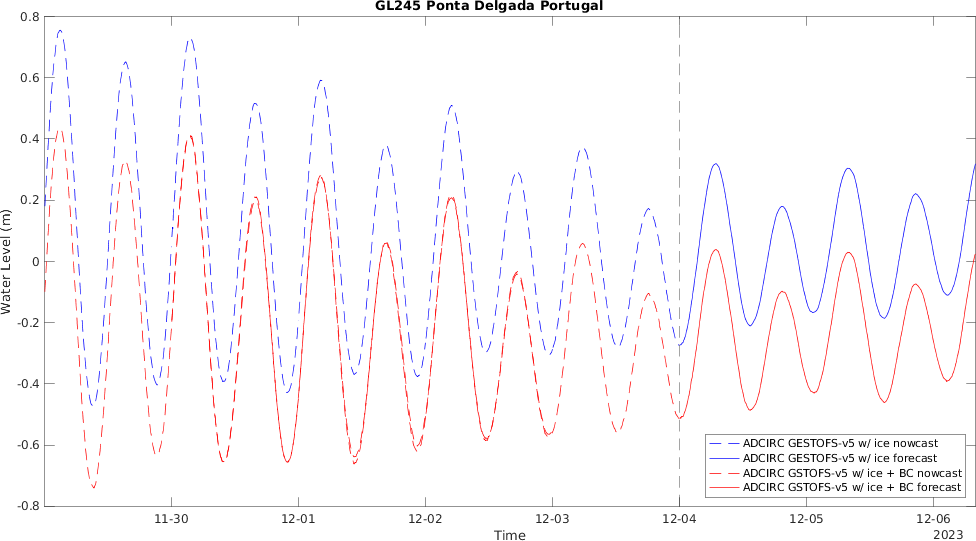 GL245 Ponta Delgada Portugal
Water Level (m)
0.8
0.6
0.4
0.2
0
-0.2
-0.4
-0.6
-0.8
ADCIRC GESTOFS-v5 w/ ice nowcast
ADCIRC GESTOFS-v5 w/ ice forecast
ADCIRC GSTOFS-v5 w/ ice + BC nowcast
ADCIRC GSTOFS-v5 w/ ice + BC forecast
11-30 12-01 12-02 12-03 12-04 12-05 12-06
Time
2023